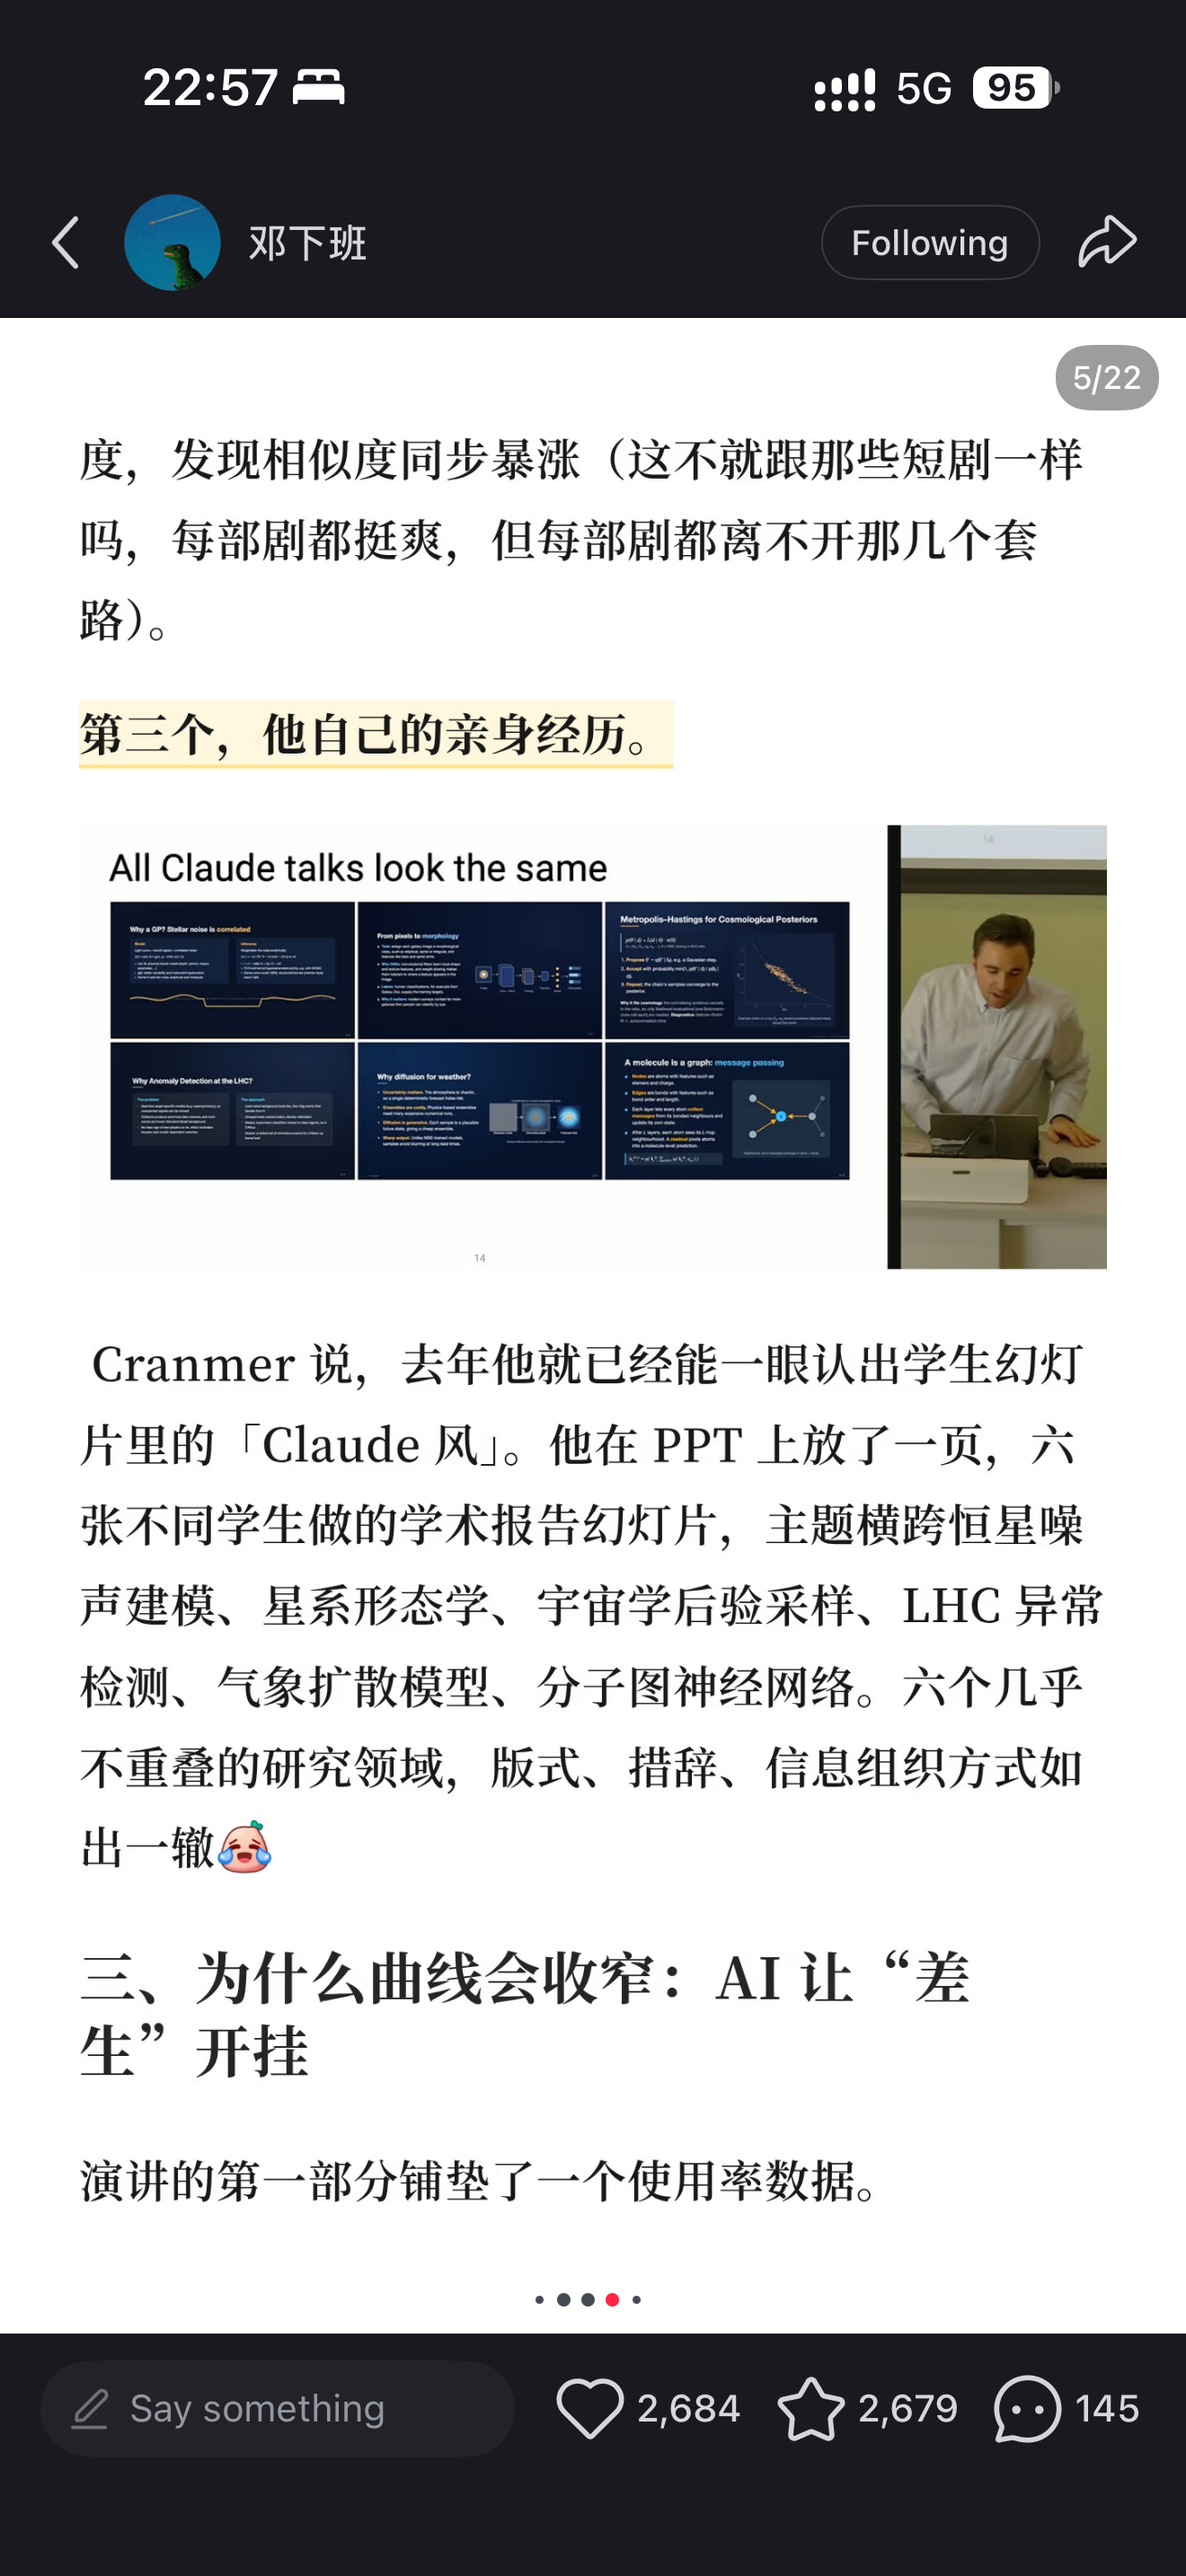 22:57
5G
95
邓下班
Following
5/22
度，发现相似度同步暴涨（这不就跟那些短剧一样
吗，每部剧都挺爽，但每部剧都离不开那几个套
路）。
第三个，他自己的亲身经历。
All Claude talks look the same
Why a GP? Stellar noise is correlated
Model
Inference
From pixels to morphology
Metropolis–Hastings for Cosmological Posteriors
Why Anomaly Detection at the LHC?
The problem
The approach
Why diffusion for weather?
A molecule is a graph: message passing
14
Cranmer 说，去年他就已经能一眼认出学生幻灯
片里的「Claude 风」。他在 PPT 上放了一页，六
张不同学生做的学术报告幻灯片，主题横跨恒星噪
声建模、星系形态学、宇宙学后验采样、LHC 异常
检测、气象扩散模型、分子图神经网络。六个几乎
不重叠的研究领域，版式、措辞、信息组织方式如
出一辙
三、为什么曲线会收窄：AI 让“差
生”开挂
演讲的第一部分铺垫了一个使用率数据。
Say something
2,684
2,679
145